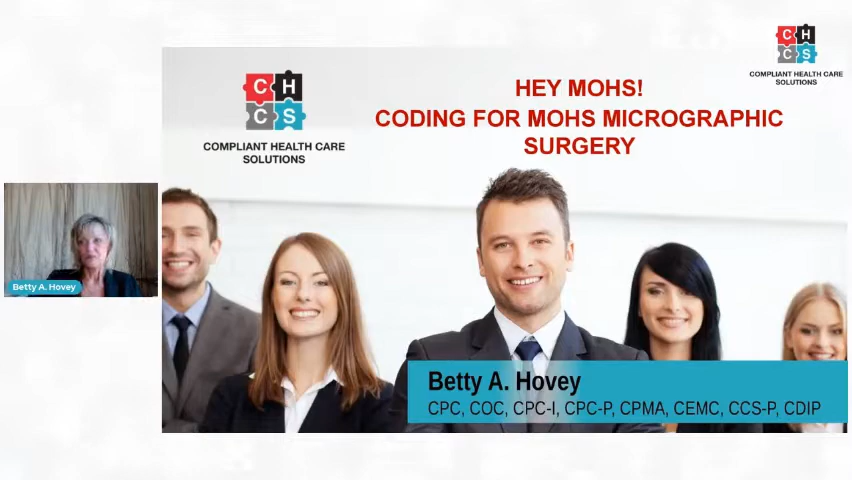 C H
C S
COMPLIANT HEALTH CARE
SOLUTIONS
HEY MOHS!
CODING FOR MOHS MICROGRAPHIC
SURGERY
C H
C S
COMPLIANT HEALTH CARE
SOLUTIONS
Betty A. Hovey
Betty A. Hovey
CPC, COC, CPC-I, CPC-P, CPMA, CEMC, CCS-P, CDIP